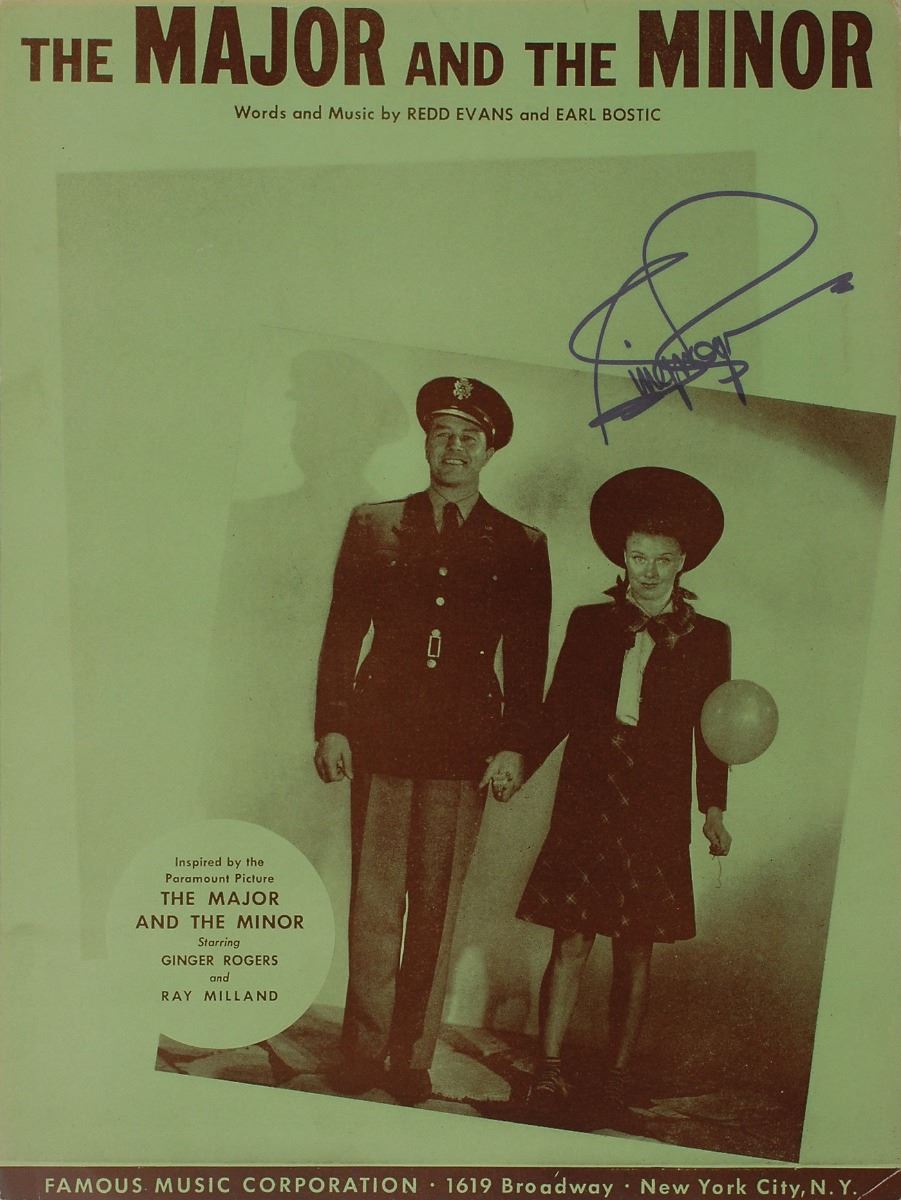 THE MAJOR AND THE MINOR
Words and Music by REDD EVANS and EARL BOSTIC
Inspired by the
Paramount Picture
THE MAJOR
AND THE MINOR
Starring
GINGER ROGERS
and
RAY MILLAND
FAMOUS MUSIC CORPORATION · 1619 Broadway · New York City, N.Y.